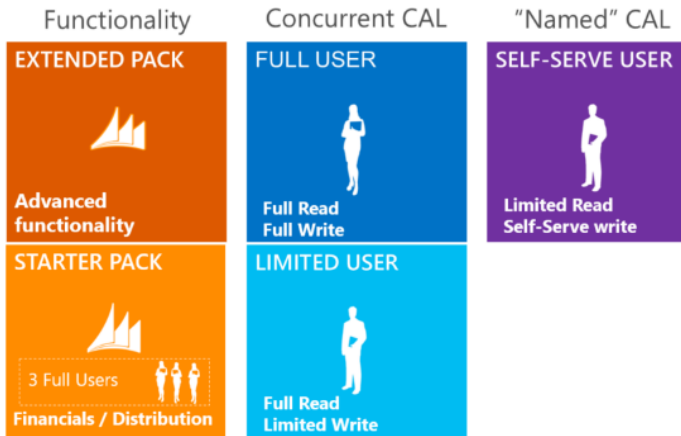 Functionality
Concurrent CAL
“Named” CAL
EXTENDED PACK
Advanced
functionality
FULL USER
Full Read
Full Write
SELF-SERVE USER
Limited Read
Self-Serve write
STARTER PACK
3 Full Users
Financials / Distribution
LIMITED USER
Full Read
Limited Write